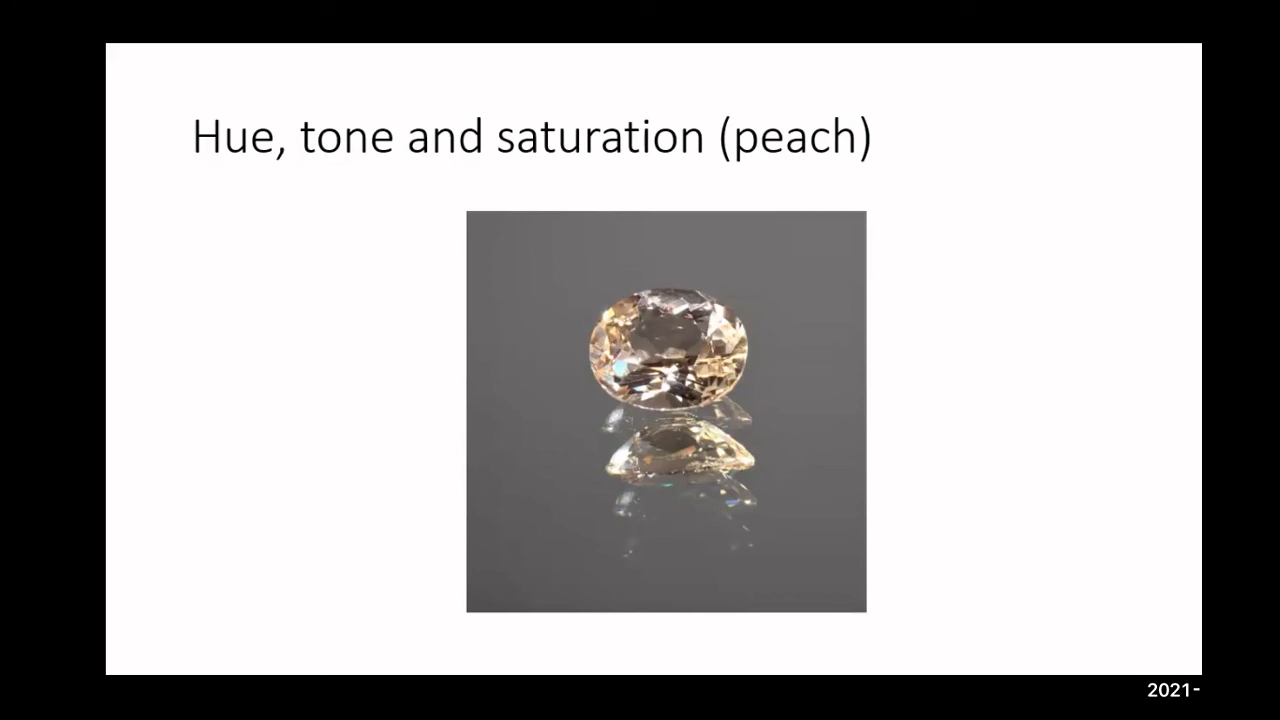 Hue, tone and saturation (peach)
2021-